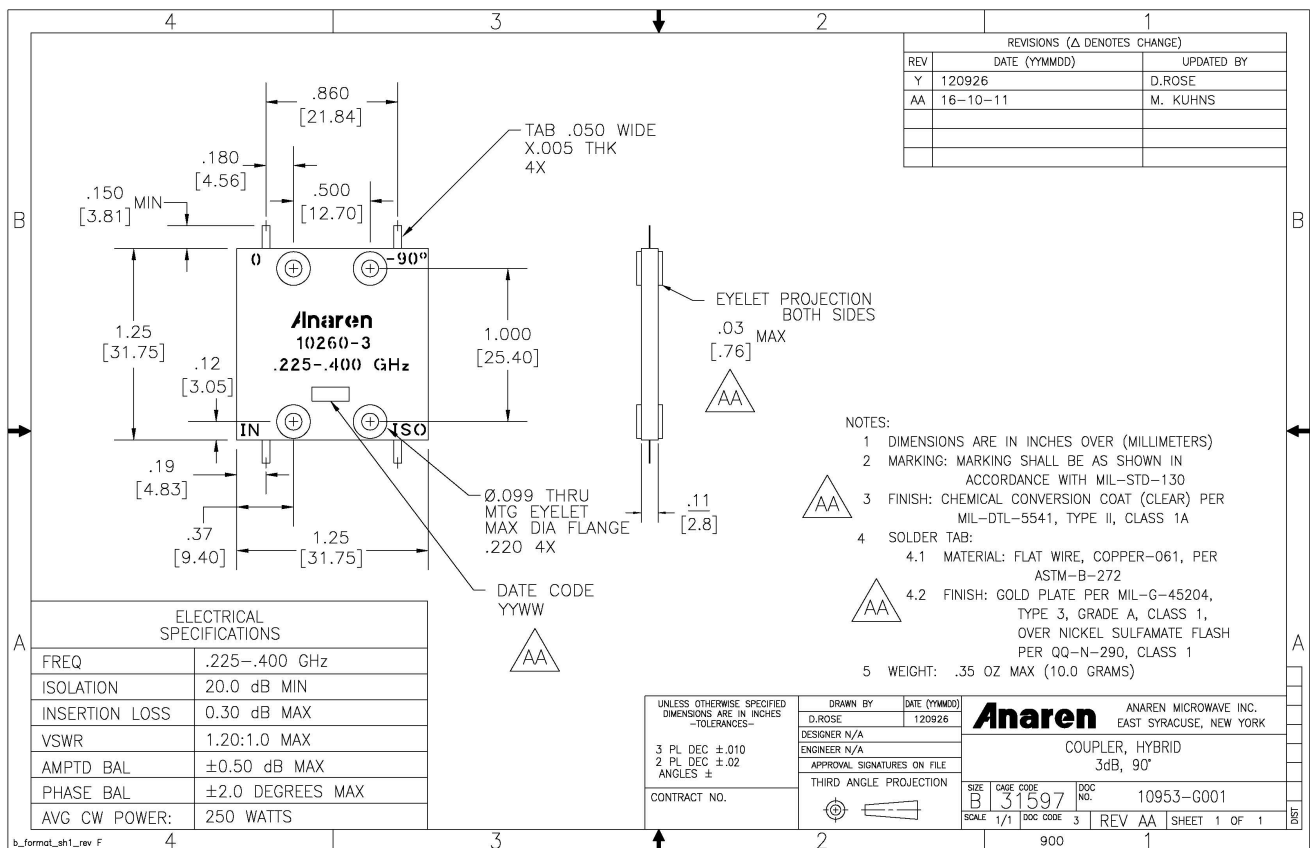 4 3 2 1
REVISIONS (△ DENOTES CHANGE)
REV DATE (YYMMDD) UPDATED BY
Y 120926 D.ROSE
AA 16-10-11 M. KUHNS
B
B
.860
[21.84]
TAB .050 WIDE
X.005 THK
4X
.180
[4.56]
.500
[12.70]
.150 MIN
[3.81]
0 -90°
Anaren
10260-3
.225-.400 GHz
IN ISO
1.25
[31.75]
.12
[3.05]
1.000
[25.40]
.19
[4.83]
.37
[9.40]
1.25
[31.75]
Ø.099 THRU
MTG EYELET
MAX DIA FLANGE
.220 4X
DATE CODE
YYWW
AA
EYELET PROJECTION
BOTH SIDES
.03 MAX
[.76]
AA
.11
[2.8]
NOTES:
1 DIMENSIONS ARE IN INCHES OVER (MILLIMETERS)
2 MARKING: MARKING SHALL BE AS SHOWN IN
ACCORDANCE WITH MIL-STD-130
AA
3 FINISH: CHEMICAL CONVERSION COAT (CLEAR) PER
MIL-DTL-5541, TYPE II, CLASS 1A
4 SOLDER TAB:
4.1 MATERIAL: FLAT WIRE, COPPER-061, PER
ASTM-B-272
AA
4.2 FINISH: GOLD PLATE PER MIL-G-45204,
TYPE 3, GRADE A, CLASS 1,
OVER NICKEL SULFAMATE FLASH
PER QQ-N-290, CLASS 1
5 WEIGHT: .35 OZ MAX (10.0 GRAMS)
A
A
ELECTRICAL
SPECIFICATIONS
FREQ .225-.400 GHz
ISOLATION 20.0 dB MIN
INSERTION LOSS 0.30 dB MAX
VSWR 1.20:1.0 MAX
AMPTD BAL ±0.50 dB MAX
PHASE BAL ±2.0 DEGREES MAX
AVG CW POWER: 250 WATTS
UNLESS OTHERWISE SPECIFIED
DIMENSIONS ARE IN INCHES
-TOLERANCES-
3 PL DEC ±.010
2 PL DEC ±.02
ANGLES ±
CONTRACT NO.
DRAWN BY DATE (YYMMDD)
D.ROSE 120926
DESIGNER N/A
ENGINEER N/A
APPROVAL SIGNATURES ON FILE
THIRD ANGLE PROJECTION
Anaren
ANAREN MICROWAVE INC.
EAST SYRACUSE, NEW YORK
COUPLER, HYBRID
3dB, 90°
SIZE B CAGE CODE 31597 DOC NO. 10953-G001
SCALE 1/1 DOC CODE 3 REV AA SHEET 1 OF 1
DIST
b_format_sh1_rev F
4 3 2 900 1